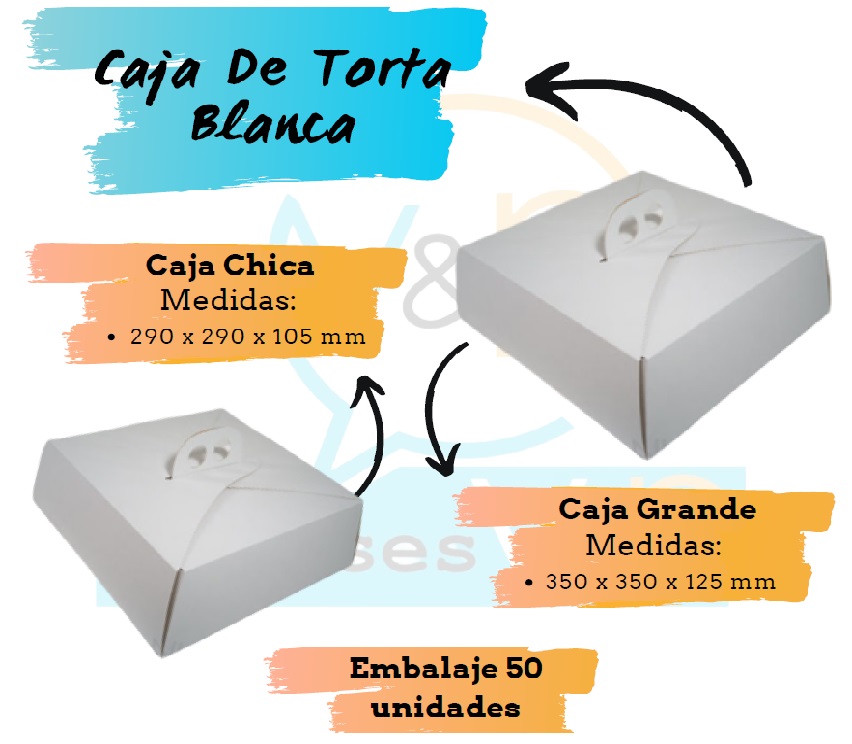 Caja De Torta
Blanca
Caja Chica
Medidas:
• 290 x 290 x 105 mm
Caja Grande
Medidas:
• 350 x 350 x 125 mm
Embalaje 50
unidades
&
ses